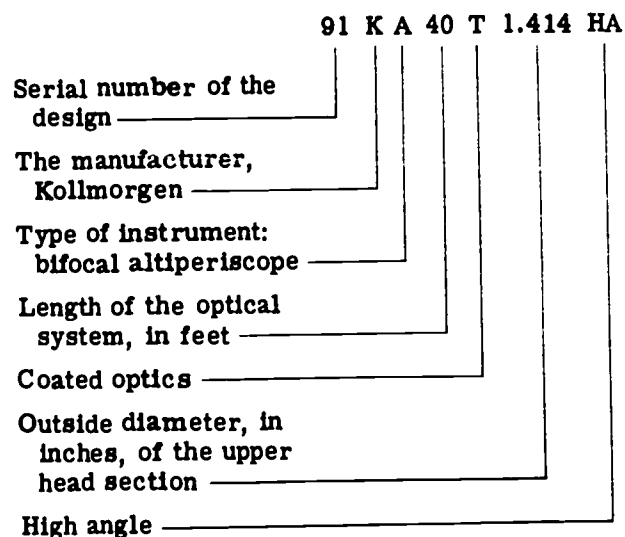 91 K A 40 T 1.414 HA
Serial number of the
design
The manufacturer,
Kollmorgen
Type of instrument:
bifocal altiperiscope
Length of the optical
system, in feet
Coated optics
Outside diameter, in
inches, of the upper
head section
High angle